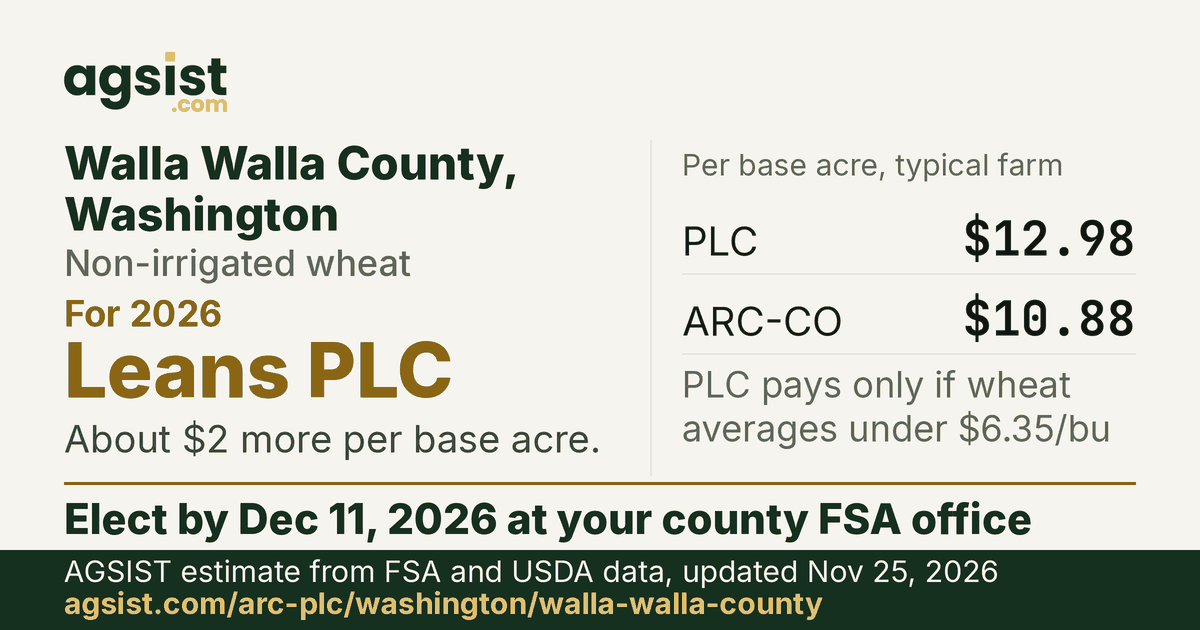 agsist
.com
Walla Walla County,
Washington
Non-irrigated wheat
For 2026
Leans PLC
About $2 more per base acre.
Per base acre, typical farm
PLC $12.98
ARC-CO $10.88
PLC pays only if wheat
averages under $6.35/bu
Elect by Dec 11, 2026 at your county FSA office
AGSIST estimate from FSA and USDA data, updated Nov 25, 2026
agsist.com/arc-plc/washington/walla-walla-county